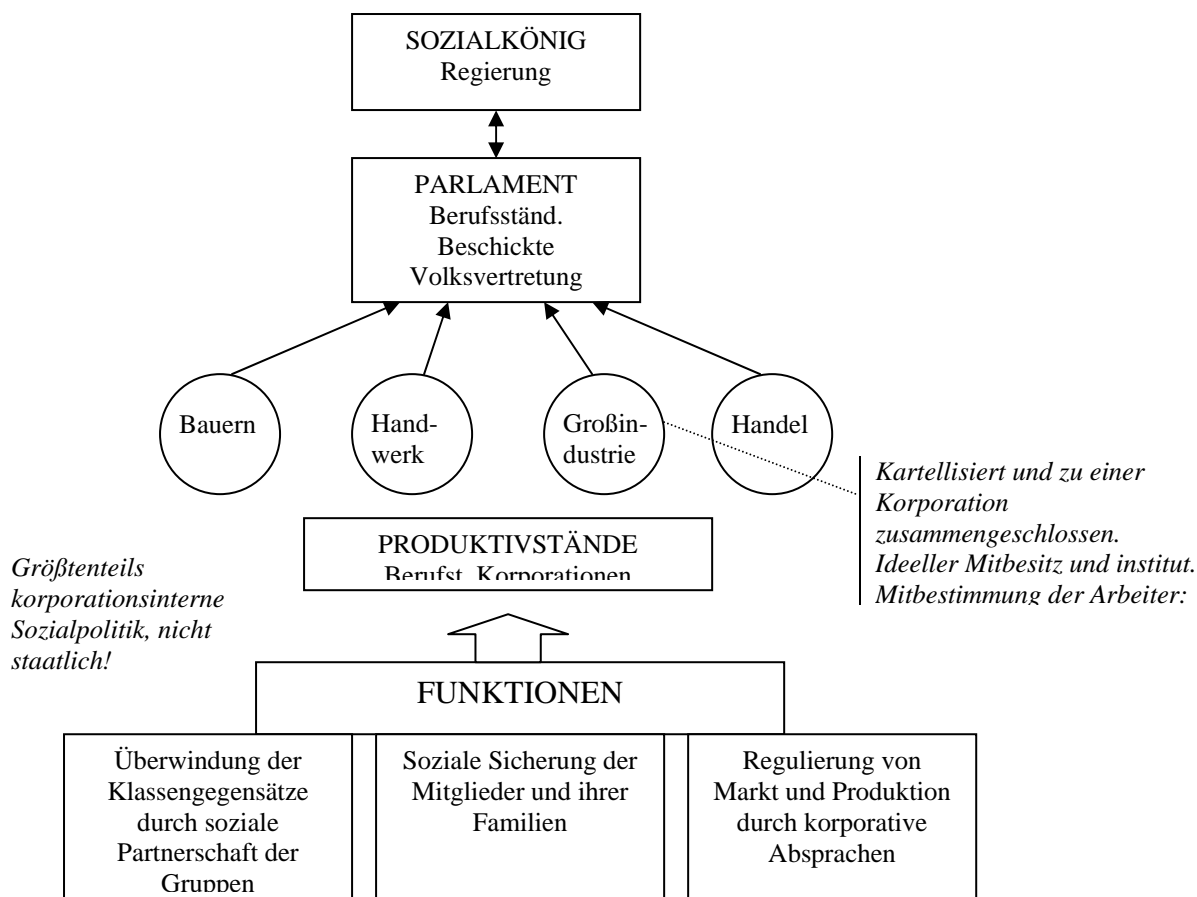 SOZIALKÖNIG
Regierung
PARLAMENT
Berufsständ.
Beschickte
Volksvertretung
Bauern
Hand-
werk
Großin-
dustrie
Handel
Kartellisiert und zu einer
Korporation
zusammengeschlossen.
Ideeller Mitbesitz und institut.
Mitbestimmung der Arbeiter:
PRODUKTIVSTÄNDE
Berufst. Korporationen
Größtenteils
korporationsinterne
Sozialpolitik, nicht
staatlich!
FUNKTIONEN
Überwindung der
Klassengegensätze
durch soziale
Partnerschaft der
Gruppen
Soziale Sicherung der
Mitglieder und ihrer
Familien
Regulierung von
Markt und Produktion
durch korporative
Absprachen